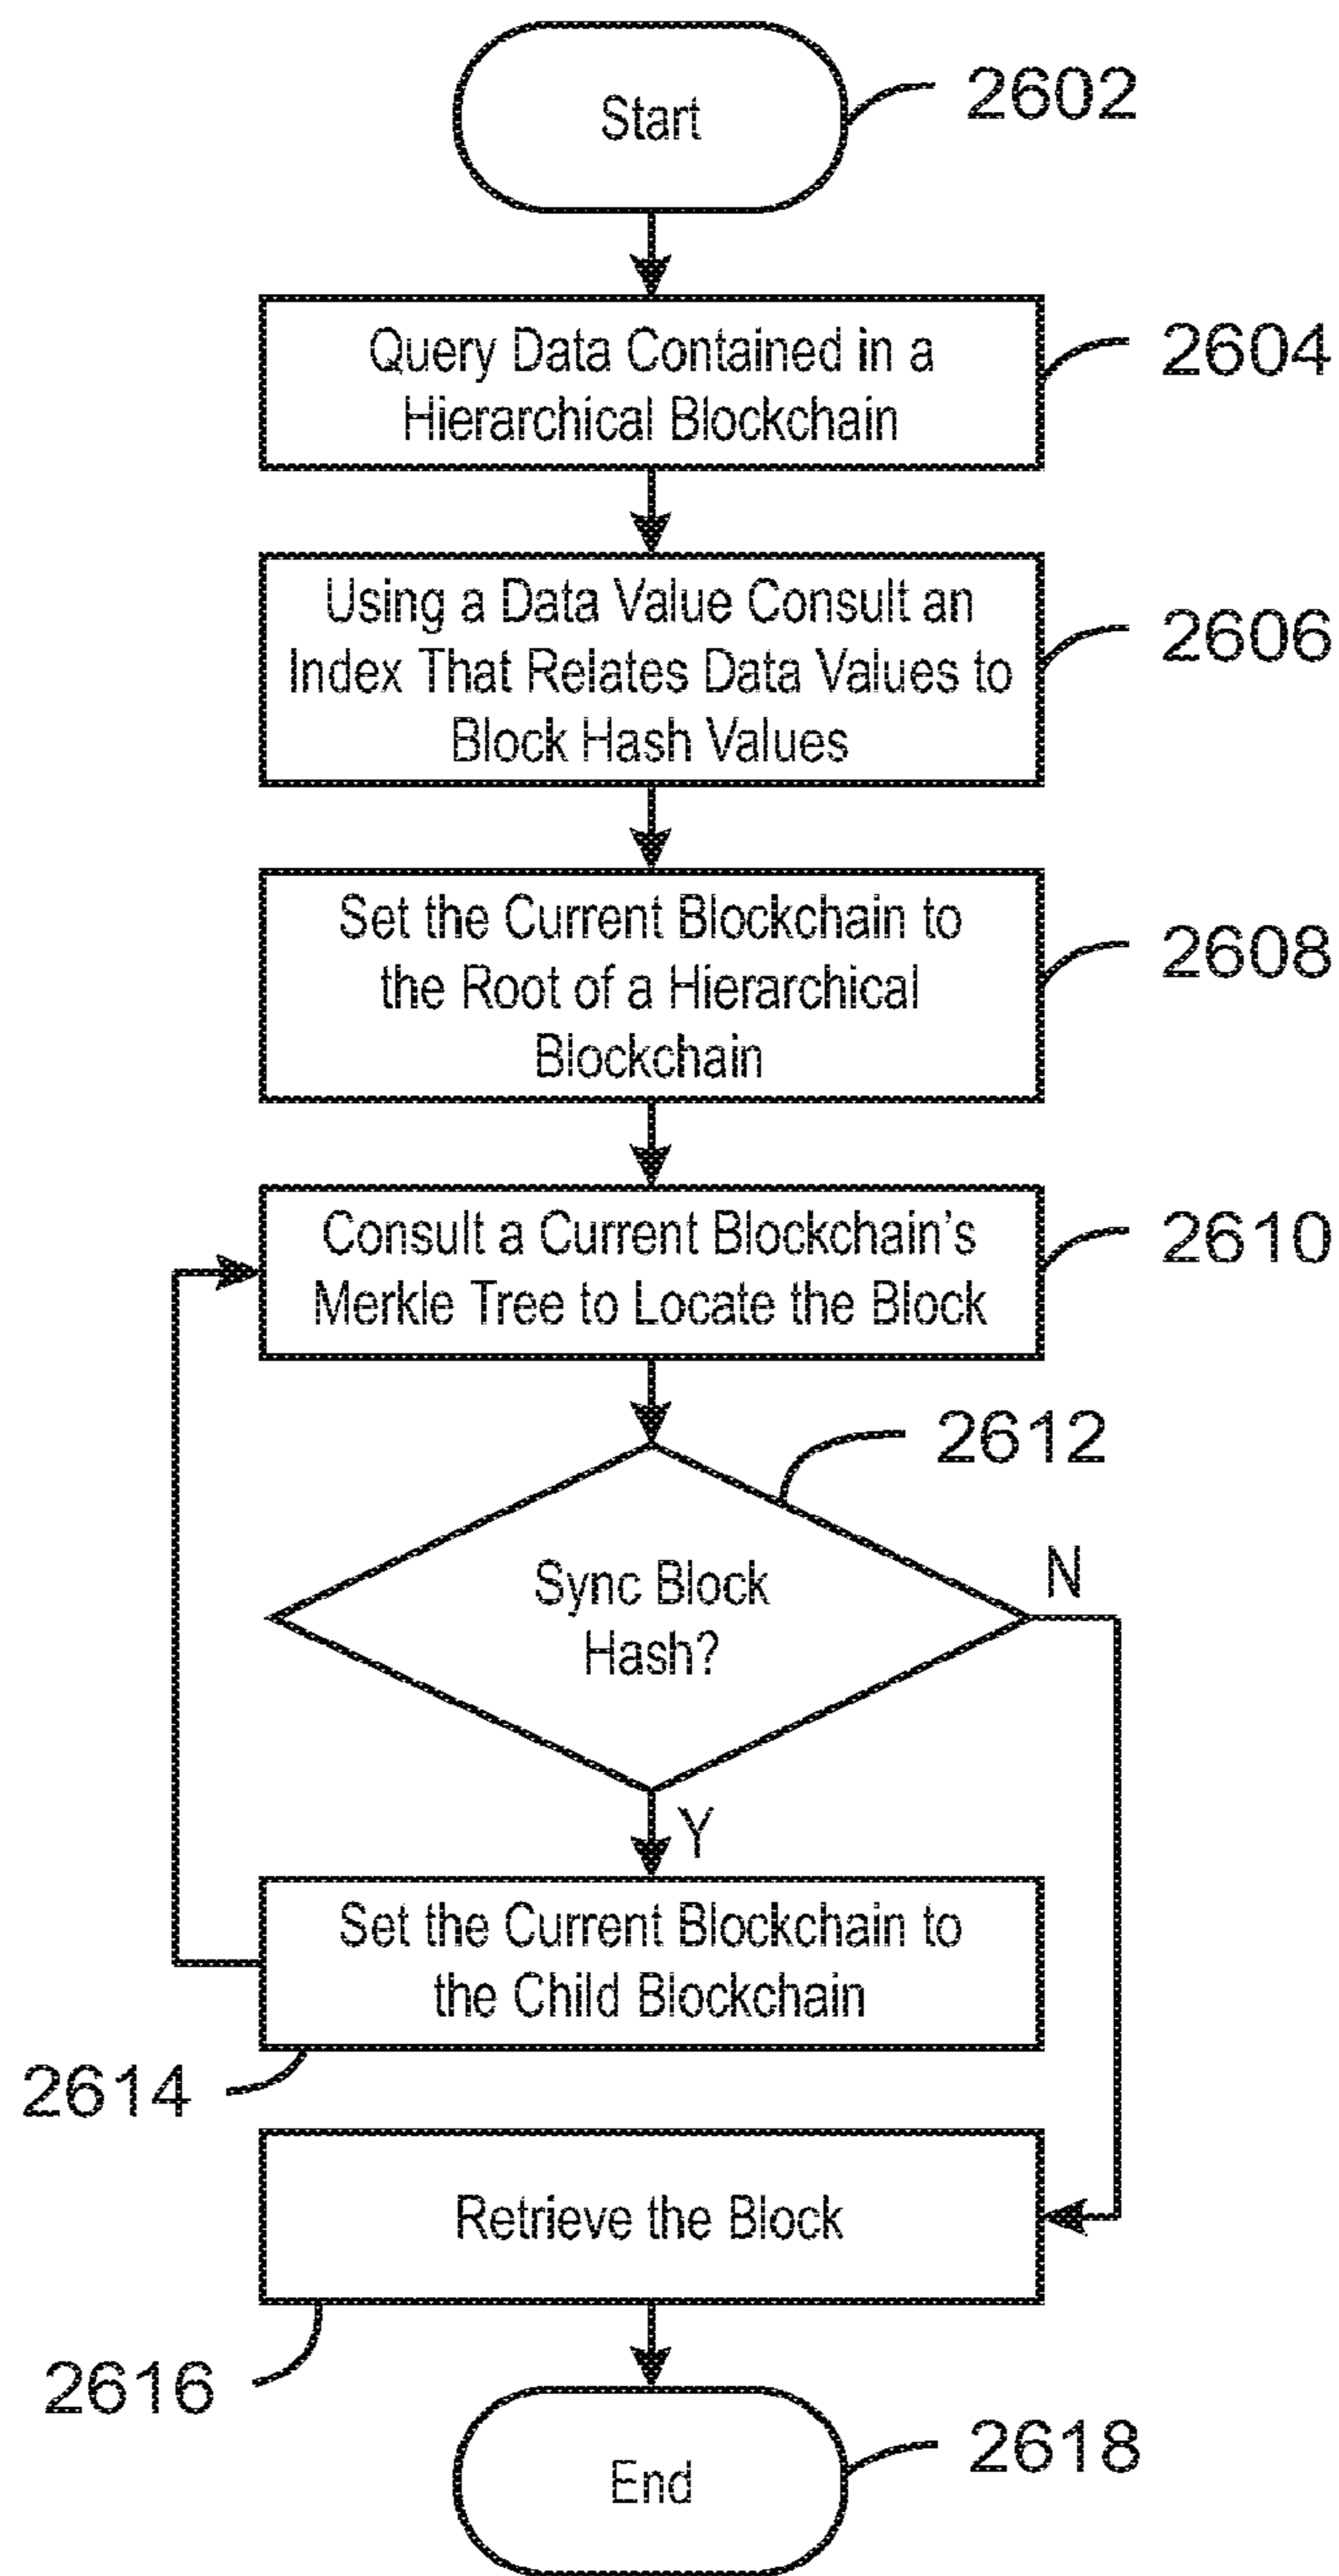 Start
2602
Query Data Contained in a
Hierarchical Blockchain
2604
Using a Data Value Consult an
Index That Relates Data Values to
Block Hash Values
2606
Set the Current Blockchain to
the Root of a Hierarchical
Blockchain
2608
Consult a Current Blockchain's
Merkle Tree to Locate the Block
2610
2612
Sync Block
Hash?
N
Y
Set the Current Blockchain to
the Child Blockchain
2614
Retrieve the Block
2616
End
2618